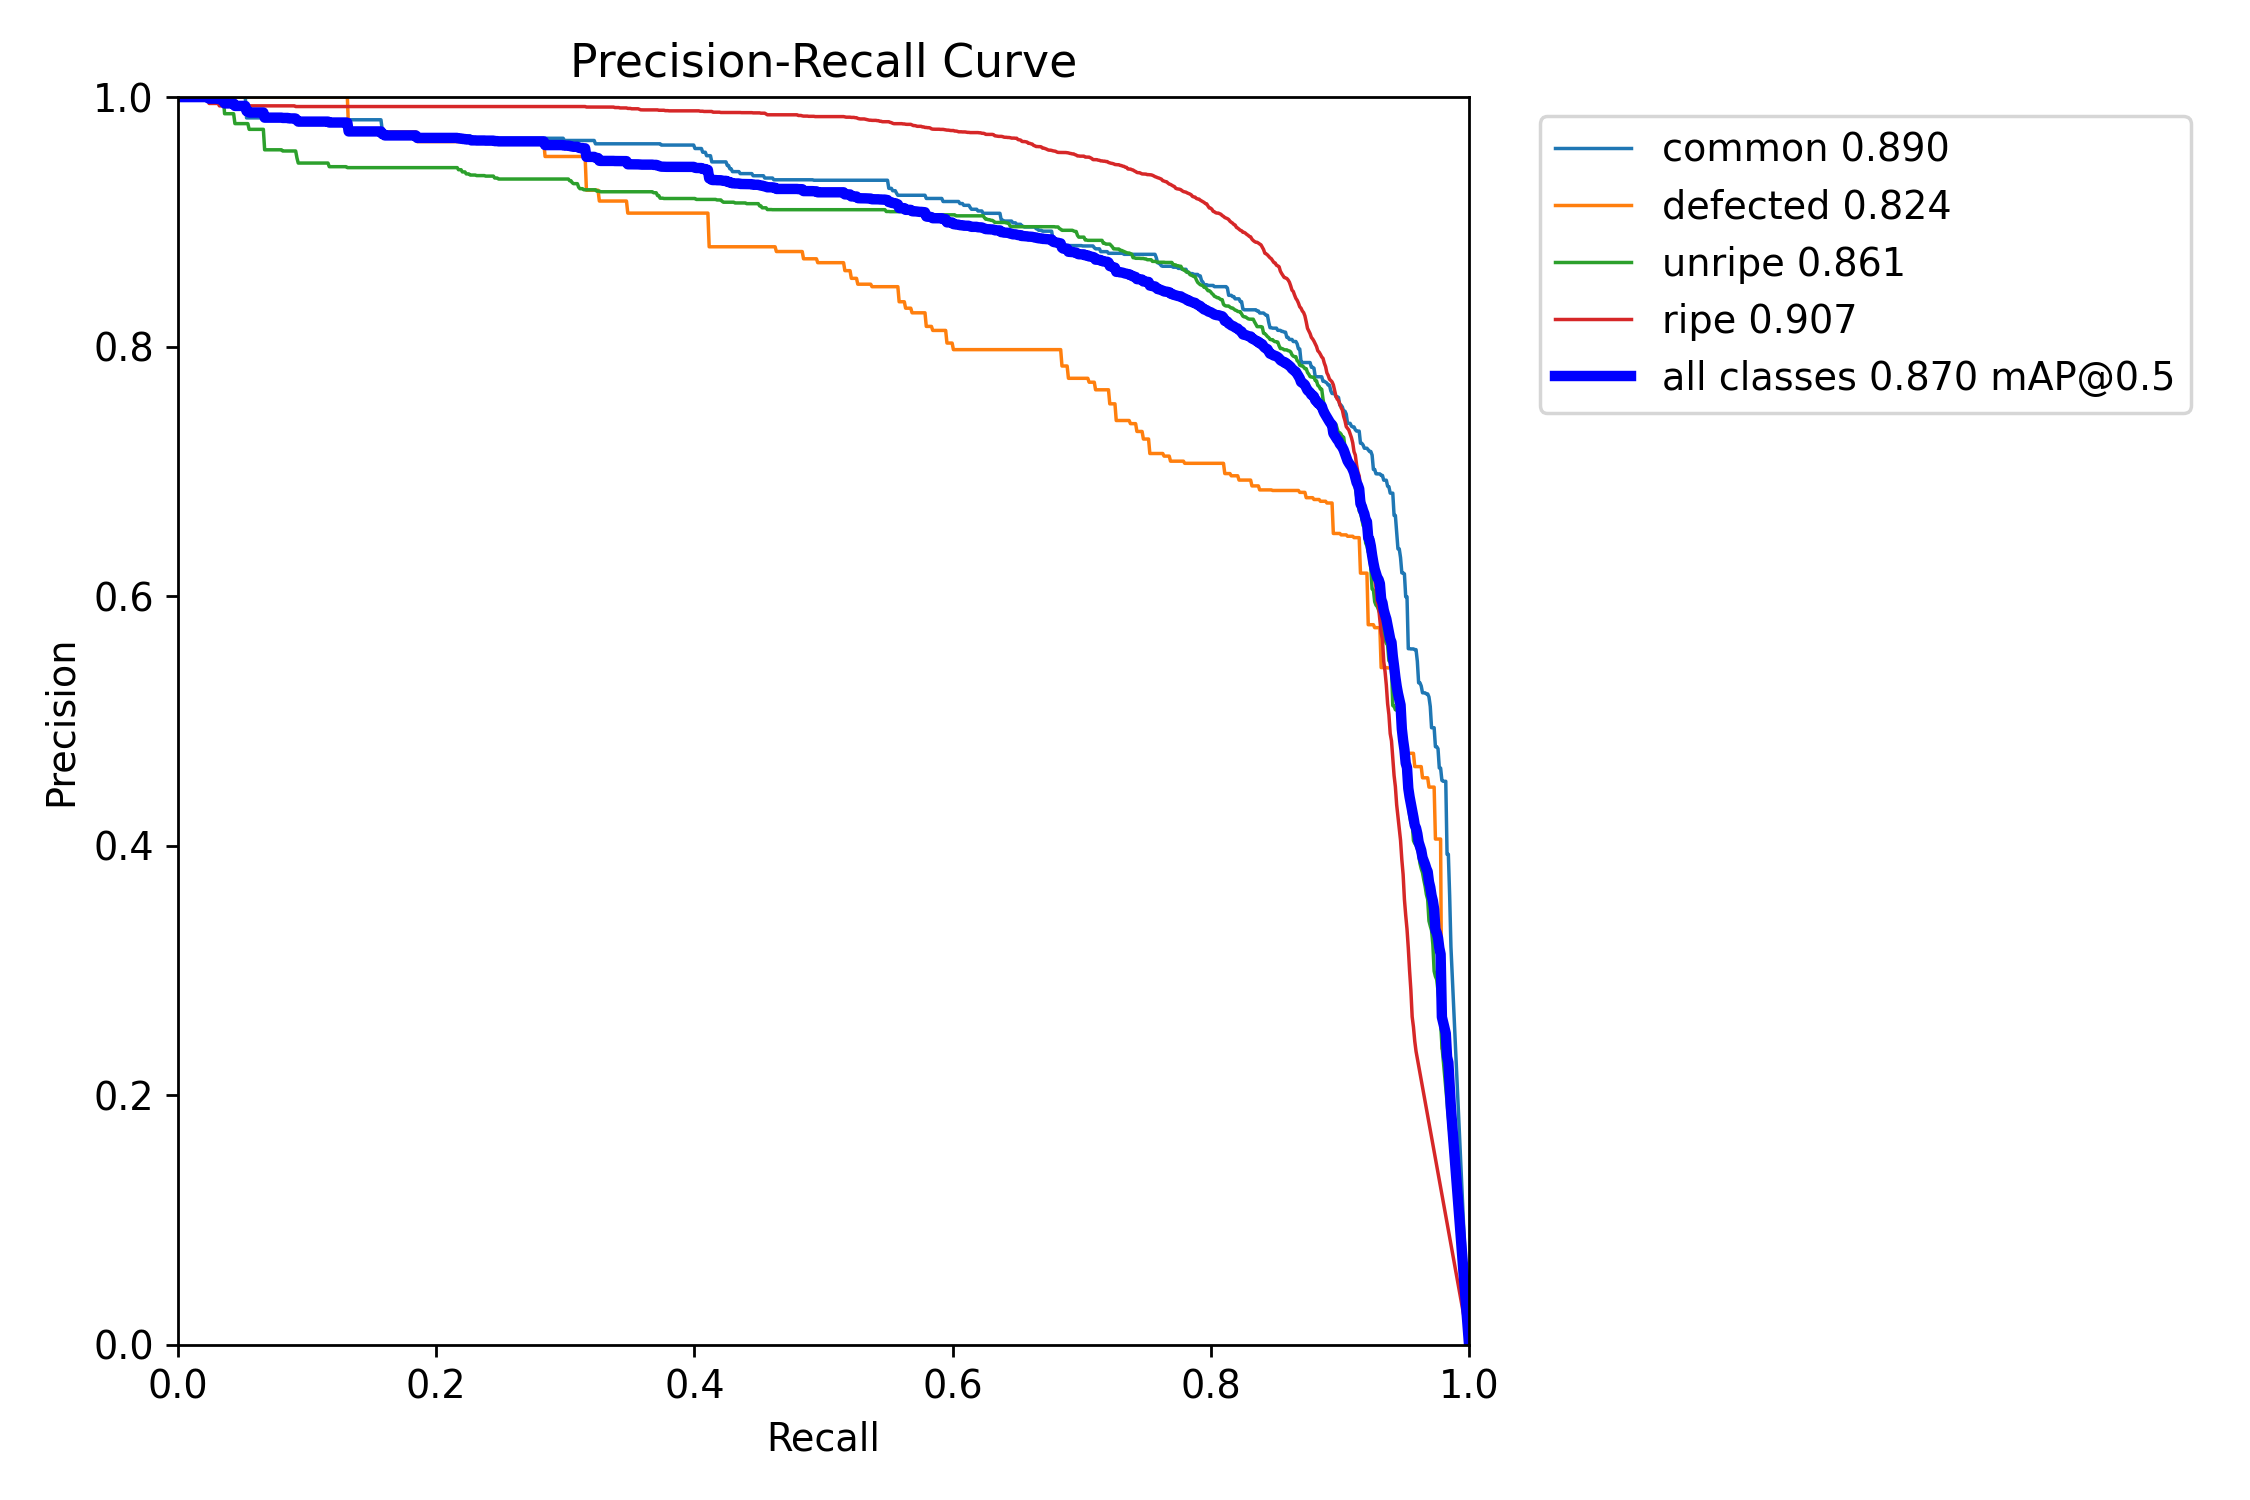 Precision-Recall Curve
1.0
0.8
0.6
0.4
0.2
0.0
Precision
0.0 0.2 0.4 0.6 0.8 1.0
Recall
common 0.890
defected 0.824
unripe 0.861
ripe 0.907
all classes 0.870 mAP@0.5